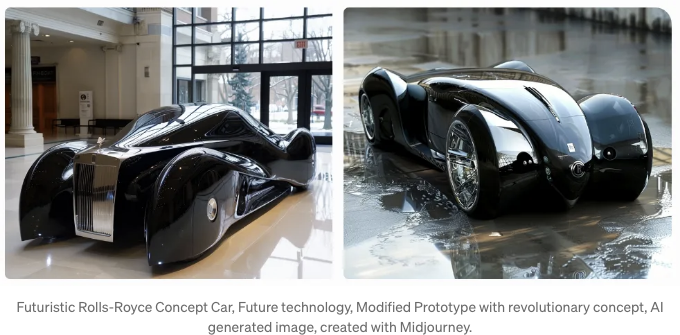 Futuristic Rolls-Royce Concept Car, Future technology, Modified Prototype with revolutionary concept, AI
generated image, created with Midjourney.